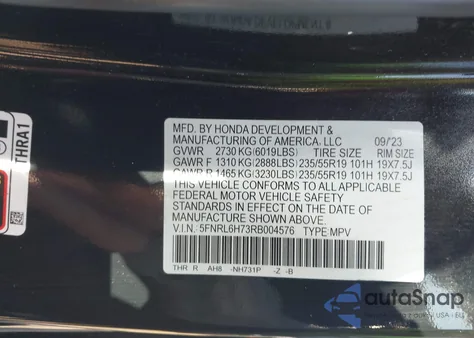 MFD. BY HONDA DEVELOPMENT &
MANUFACTURING OF AMERICA, LLC 09/23
GVWR 2730 KG(6019LBS) TIRE SIZE RIM SIZE
GAWR F 1310 KG(2888LBS) 235/55R19 101H 19X7.5J
GAWR R 1465 KG(3230LBS) 235/55R19 101H 19X7.5J
THIS VEHICLE CONFORMS TO ALL APPLICABLE
FEDERAL MOTOR VEHICLE SAFETY
STANDARDS IN EFFECT ON THE DATE OF
MANUFACTURE SHOWN ABOVE.
V.I.N. 5FNRL6H73RB004576 TYPE:MPV
THR R AH8 -NH731P -Z -B
THRA1
autoSnap